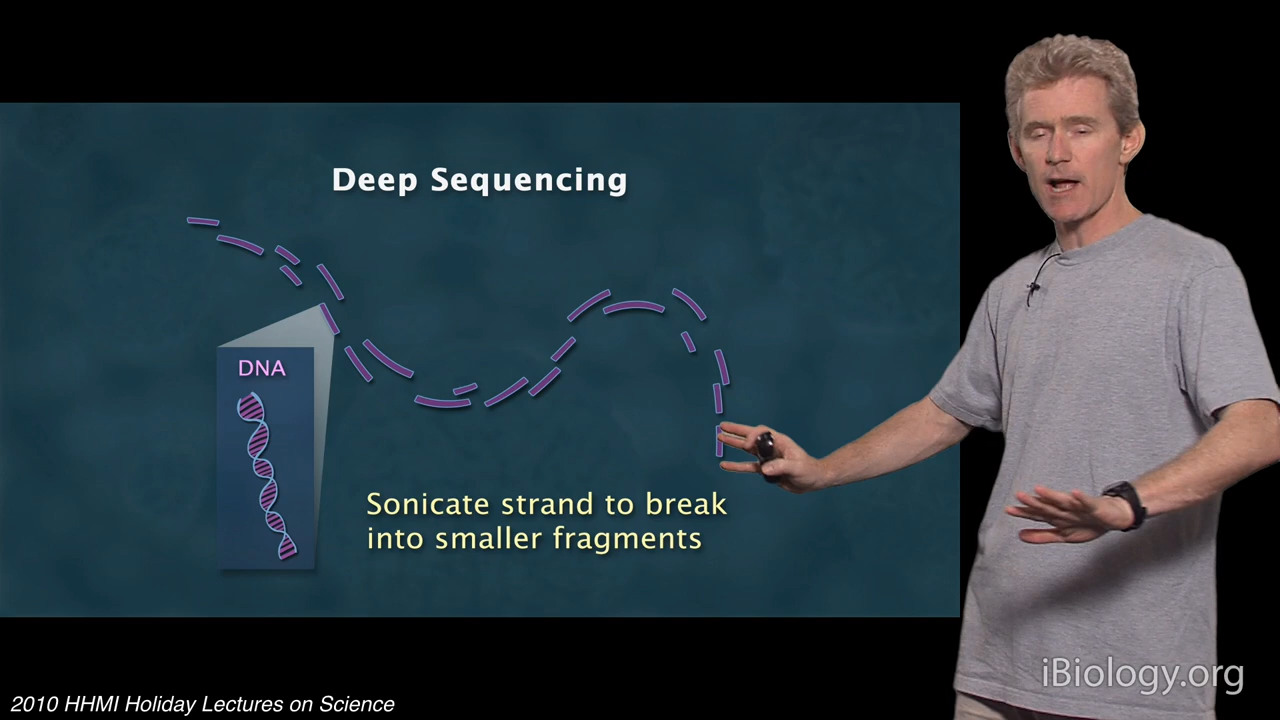 Deep Sequencing
DNA
Sonicate strand to break
into smaller fragments
iBiology.org
2010 HHMI Holiday Lectures on Science